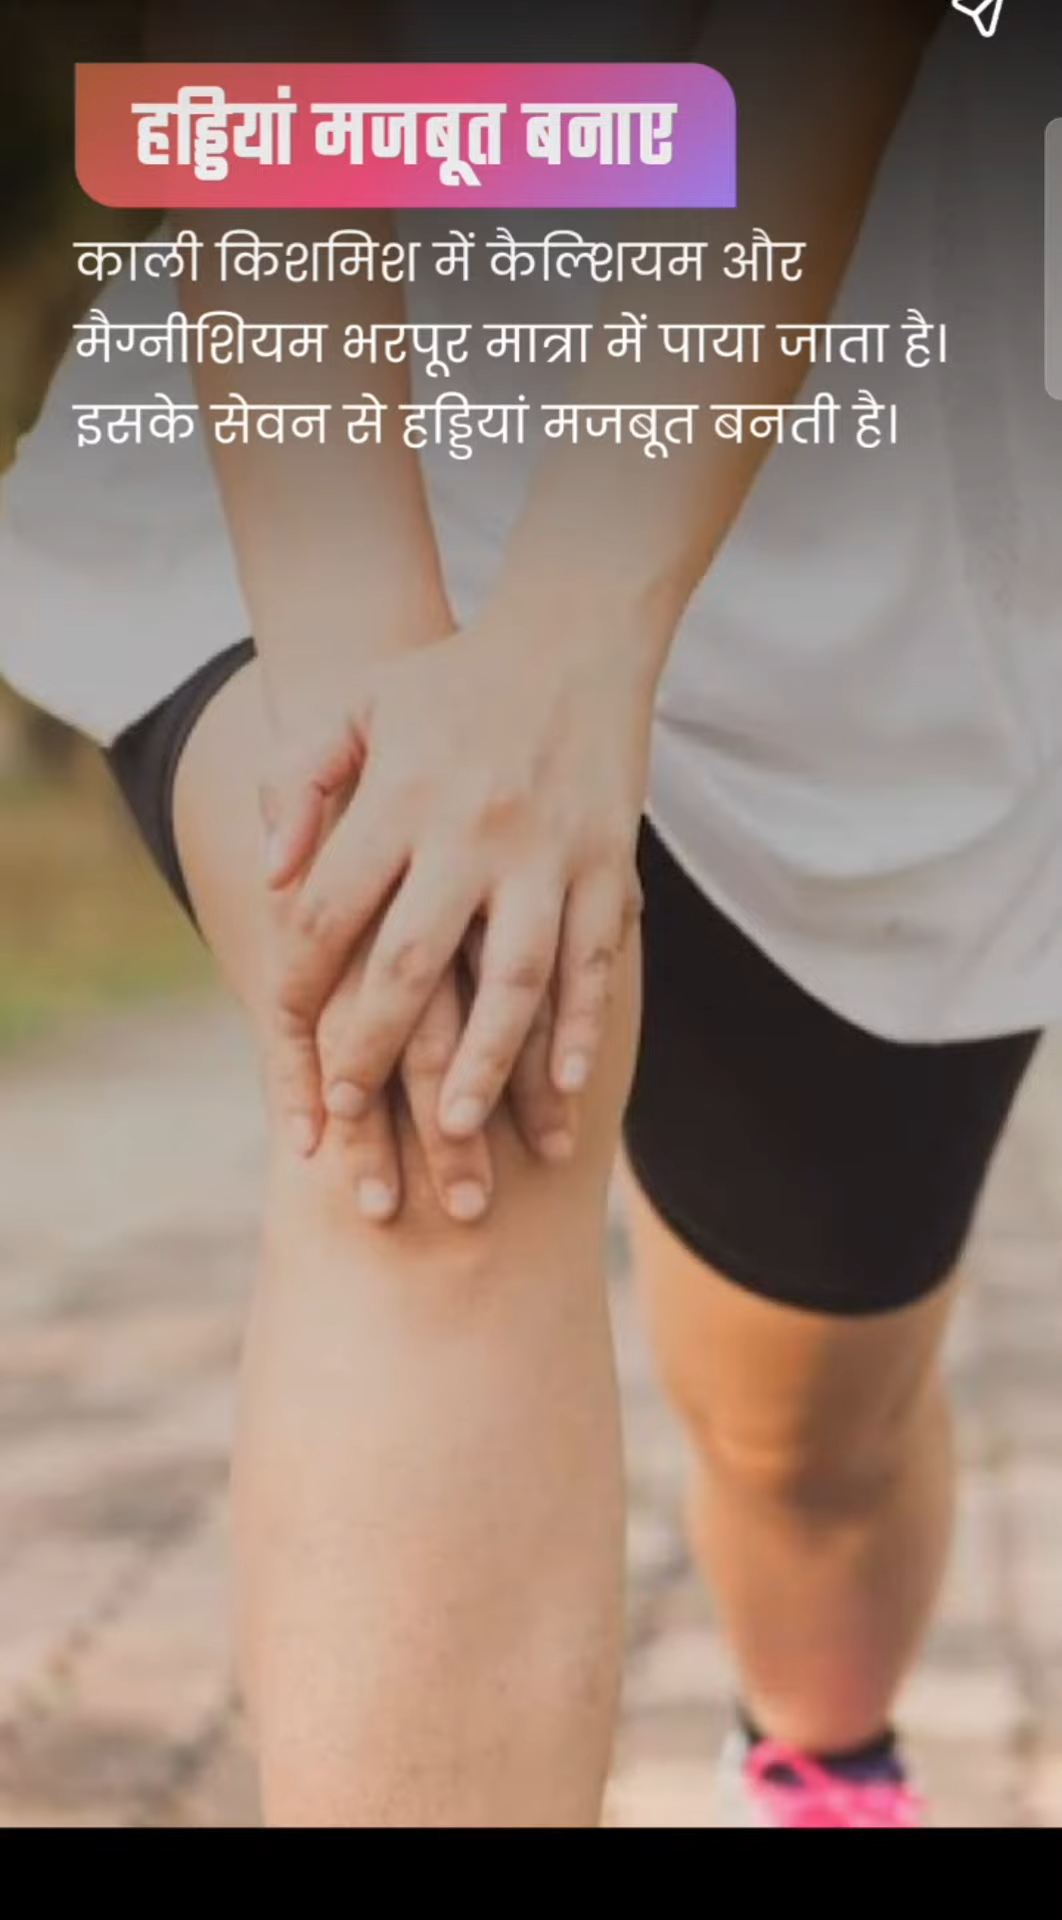 हड्डियां मजबूत बनाए
काली किशमिश में कैल्शियम और
मैग्नीशियम भरपूर मात्रा में पाया जाता है।
इसके सेवन से हड्डियां मजबूत बनती है।